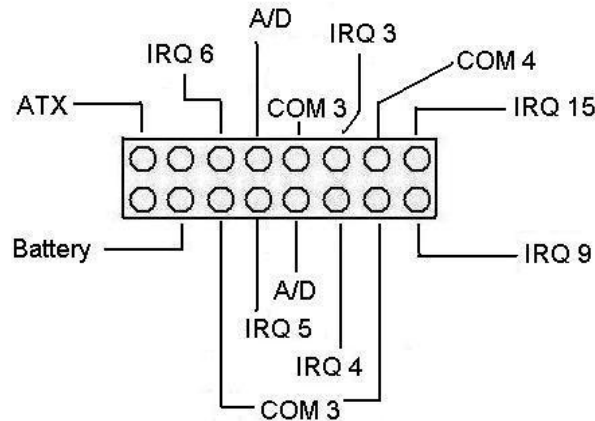 A/D
IRQ 3
IRQ 6
COM 4
ATX
COM 3
IRQ 15
Battery
IRQ 9
A/D
IRQ 5
IRQ 4
COM 3